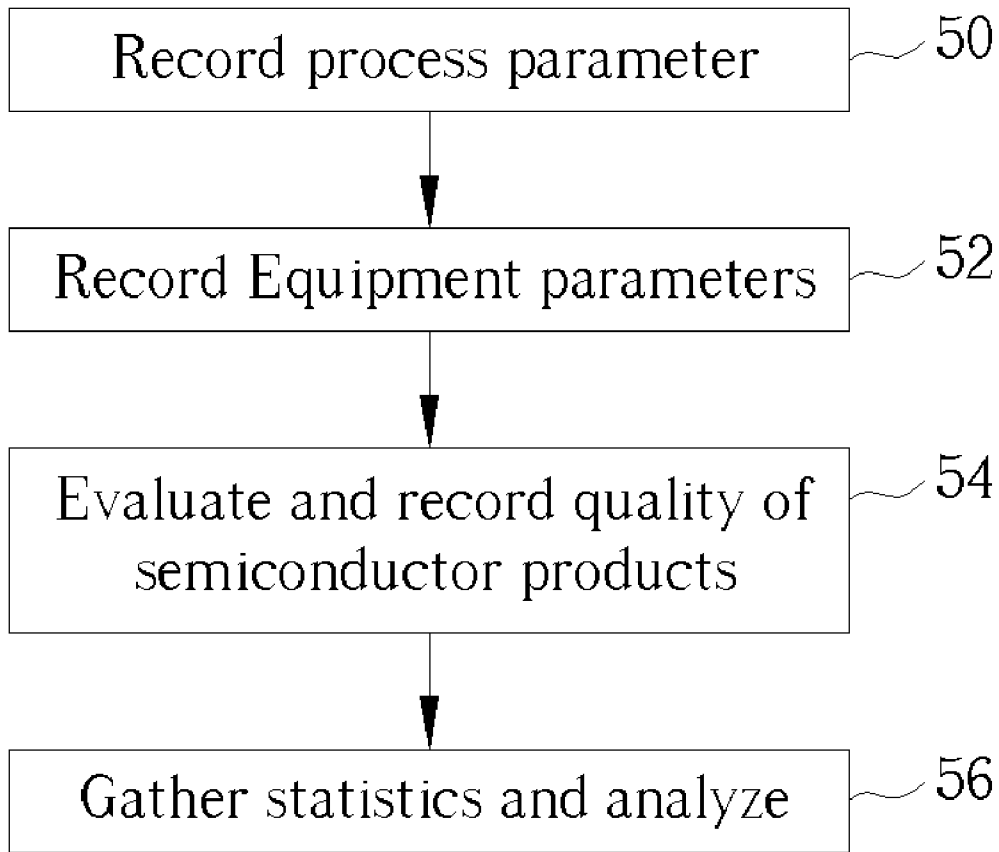 Record process parameter
50
Record Equipment parameters
52
Evaluate and record quality of
semiconductor products
54
Gather statistics and analyze
56